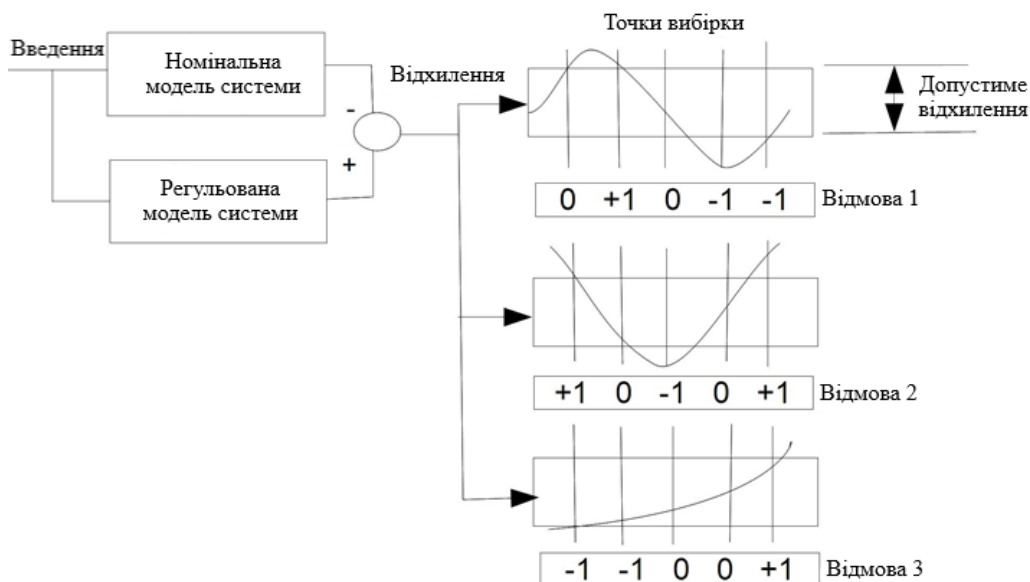 Точки вибірки
Введення
Номінальна
модель системи
Відхилення
Допустиме
відхилення
-
+
Регульована
модель системи
0 +1 0 -1 -1
Відмова 1
+1 0 -1 0 +1
Відмова 2
-1 -1 0 0 +1
Відмова 3